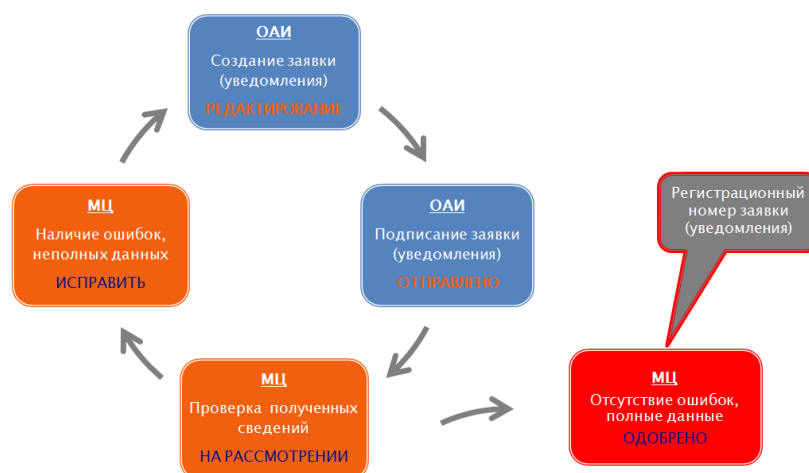 ОАИ
Создание заявки
(уведомления)
РЕДАКТИРОВАНИЕ
МЦ
Наличие ошибок,
неполных данных
ИСПРАВИТЬ
ОАИ
Подписание заявки
(уведомления)
ОТПРАВЛЕНО
Регистрационный
номер заявки
(уведомления)
МЦ
Проверка полученных
сведений
НА РАССМОТРЕНИИ
МЦ
Отсутствие ошибок,
полные данные
ОДОБРЕНО